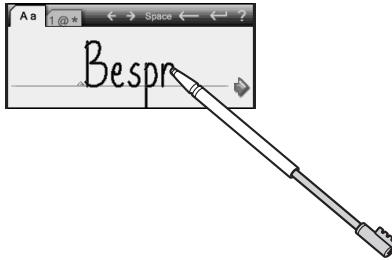 Aa 1@* ← → Space ← ↵ ?
Bespr